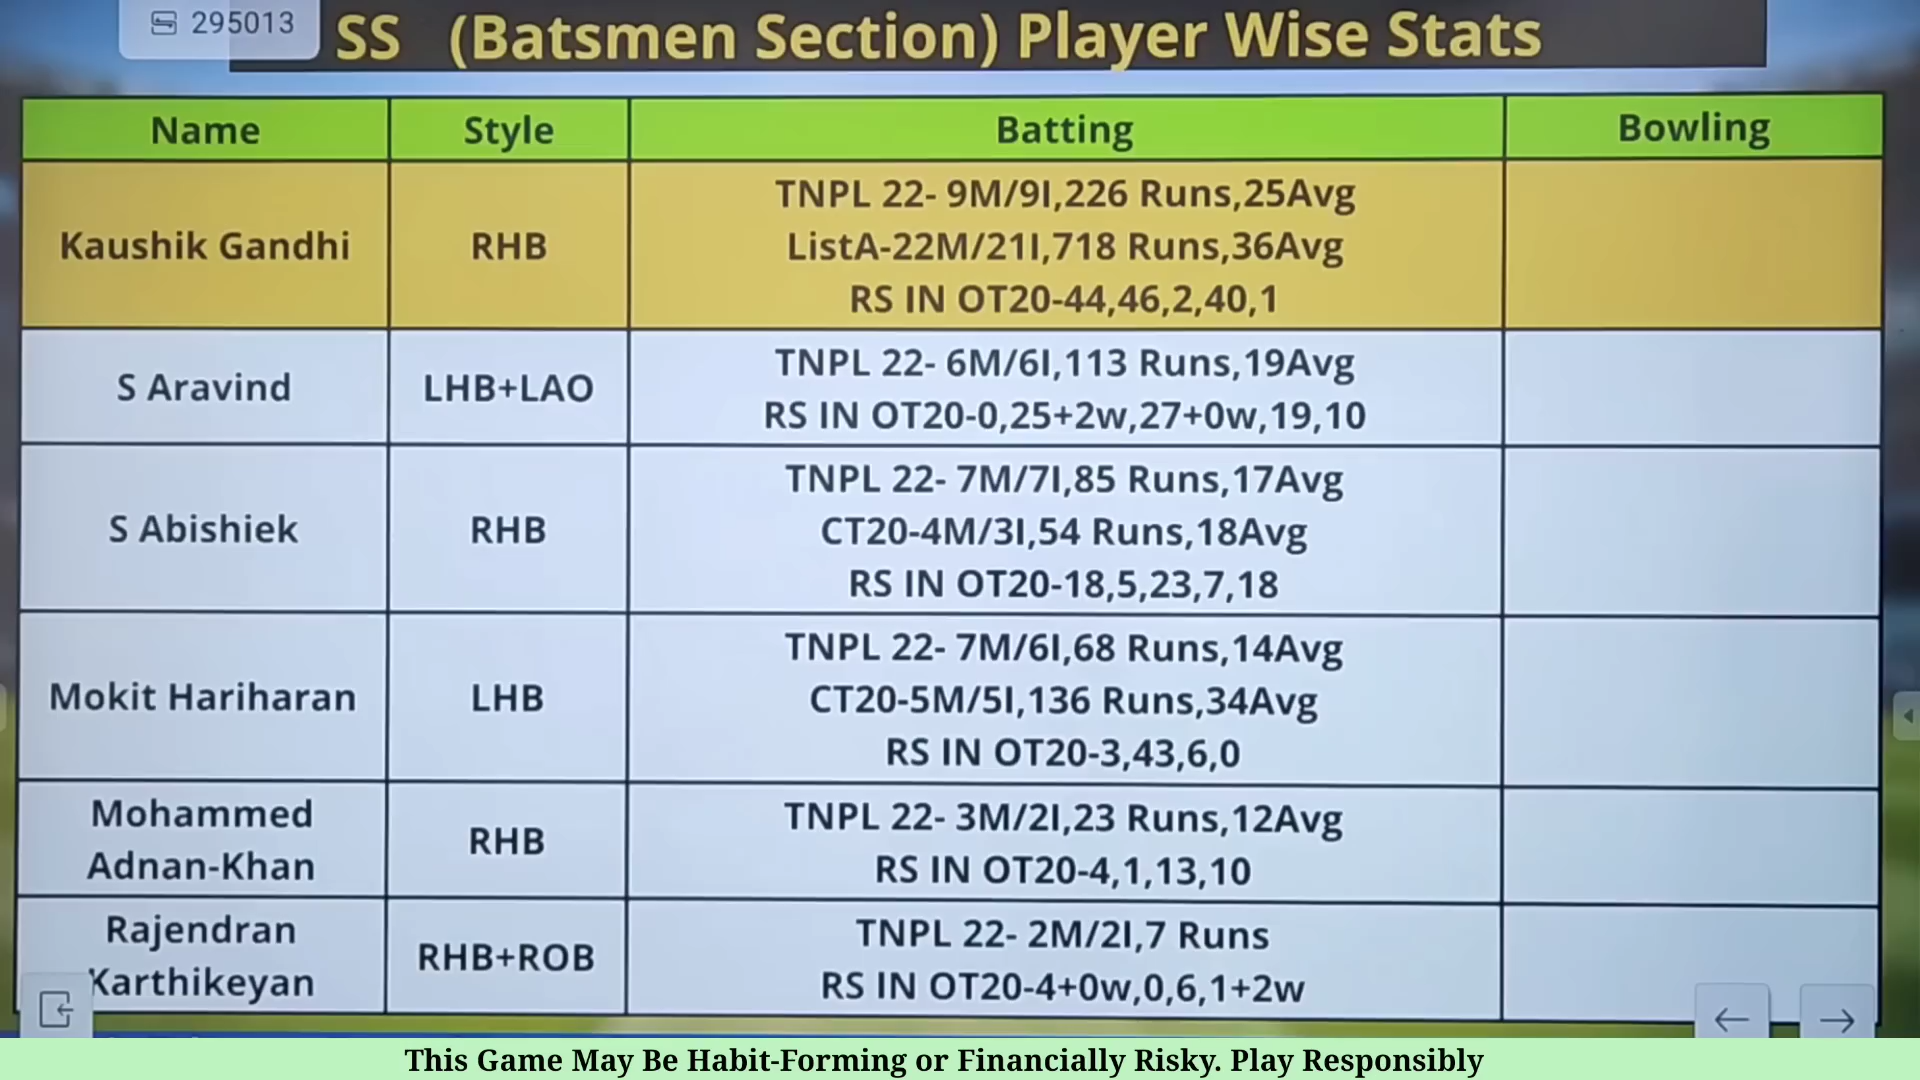 295013
SS (Batsmen Section) Player Wise Stats
Name Style Batting Bowling
Kaushik Gandhi RHB
TNPL 22- 9M/9I,226 Runs,25Avg
ListA-22M/21I,718 Runs,36Avg
RS IN OT20-44,46,2,40,1
S Aravind LHB+LAO
TNPL 22- 6M/6I,113 Runs,19Avg
RS IN OT20-0,25+2w,27+0w,19,10
S Abishiek RHB
TNPL 22- 7M/7I,85 Runs,17Avg
CT20-4M/3I,54 Runs,18Avg
RS IN OT20-18,5,23,7,18
Mokit Hariharan LHB
TNPL 22- 7M/6I,68 Runs,14Avg
CT20-5M/5I,136 Runs,34Avg
RS IN OT20-3,43,6,0
Mohammed
Adnan-Khan RHB
TNPL 22- 3M/2I,23 Runs,12Avg
RS IN OT20-4,1,13,10
Rajendran
Karthikeyan RHB+ROB
TNPL 22- 2M/2I,7 Runs
RS IN OT20-4+0w,0,6,1+2w
This Game May Be Habit-Forming or Financially Risky. Play Responsibly